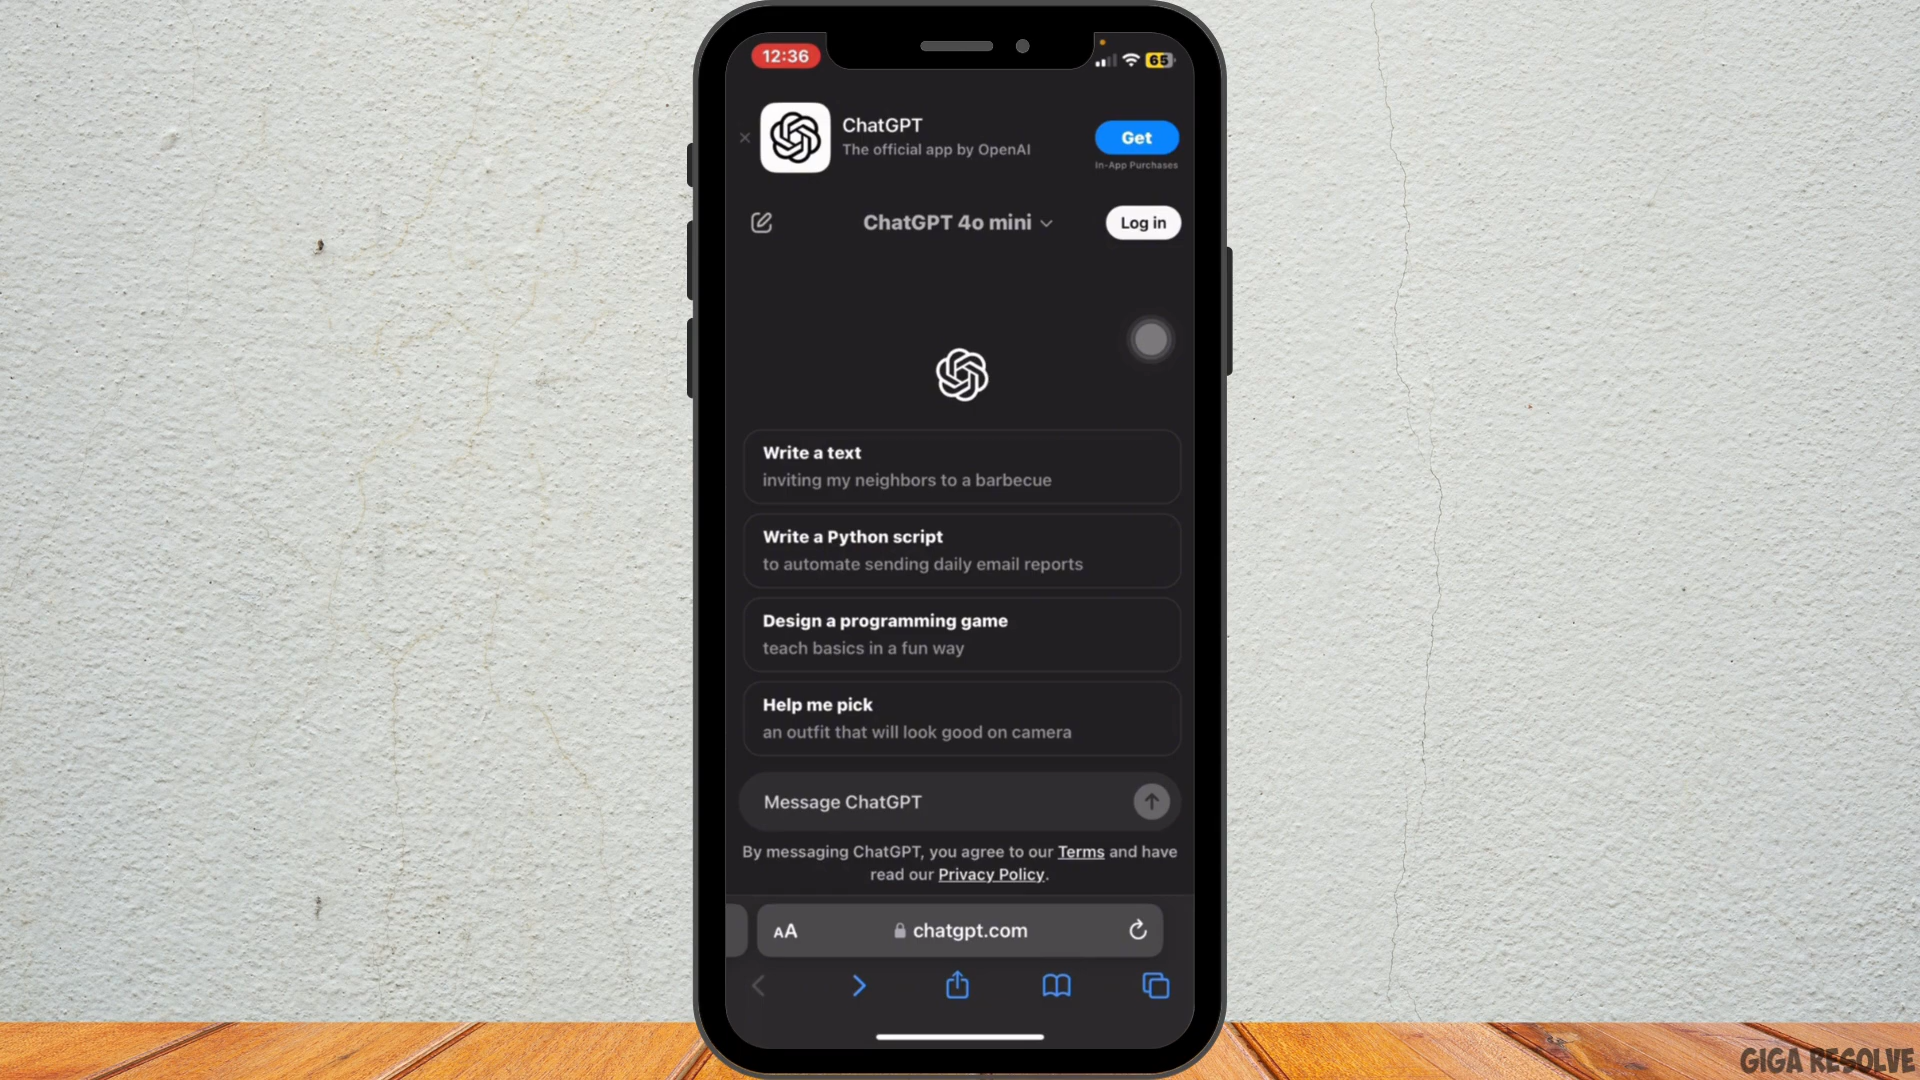 12:36
65
ChatGPT
The official app by OpenAI
Get
In-App Purchases
ChatGPT 4o mini
Log in
Write a text
inviting my neighbors to a barbecue
Write a Python script
to automate sending daily email reports
Design a programming game
teach basics in a fun way
Help me pick
an outfit that will look good on camera
Message ChatGPT
By messaging ChatGPT, you agree to our Terms and have
read our Privacy Policy.
AA
chatgpt.com
GIGA RESOLVE